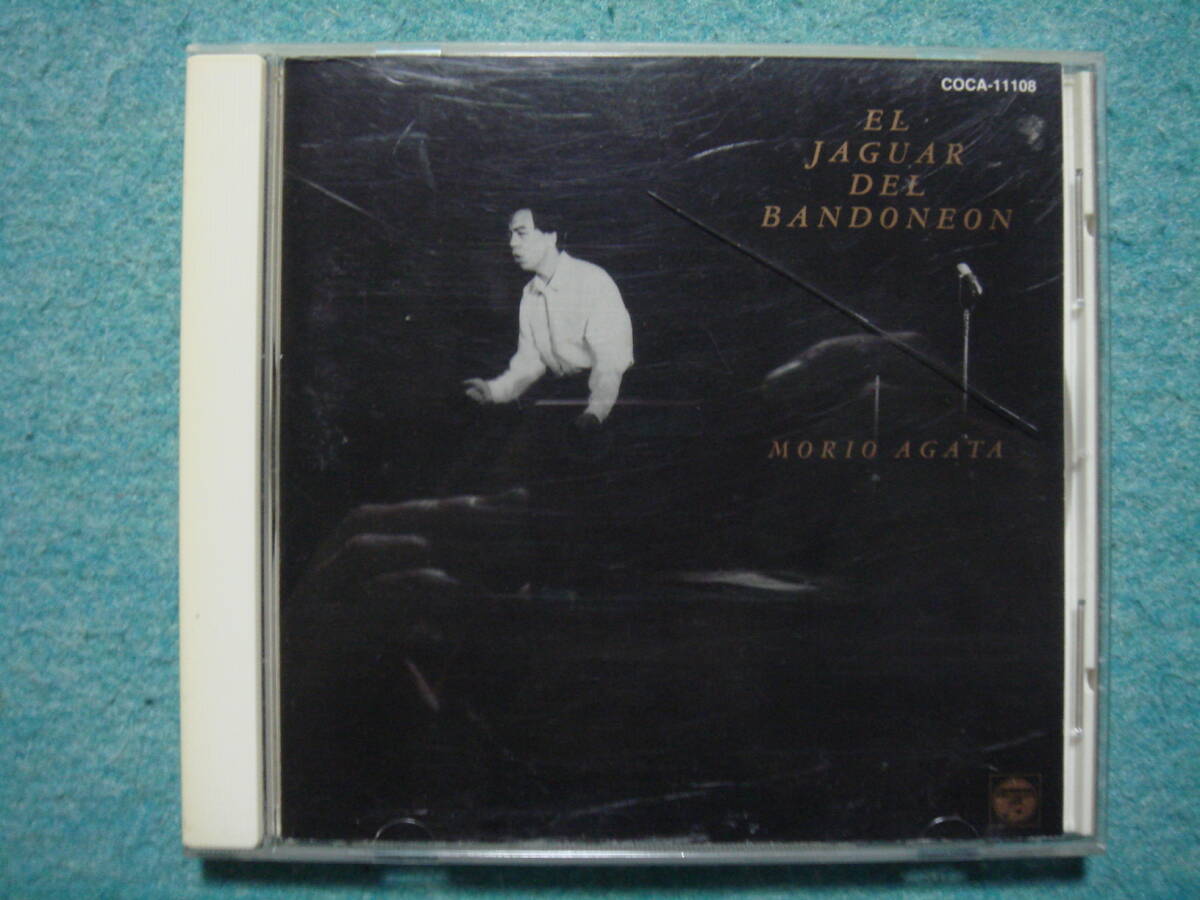 COCA-11108
EL
JAGUAR
DEL
BANDONEON
MORIO AGATA